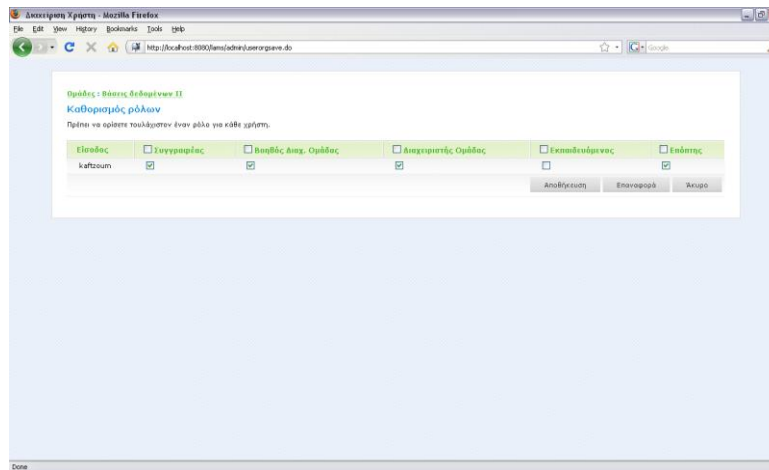 Διαχείριση Χρήστη - Mozilla Firefox
File Edit View History Bookmarks Tools Help
http://localhost:8080/lams/admin/userorgsave.do Google
Ομάδες : Βάσεις δεδομένων II
Καθορισμός ρόλων
Πρέπει να ορίσετε τουλάχιστον έναν ρόλο για κάθε χρήστη.
Είσοδος Συγγραφέας Βοηθός Διαχ. Ομάδας Διαχειριστής Ομάδας Εκπαιδευόμενος Επόπτης
kaftzoum
Αποθήκευση Επαναφορά Άκυρο
Done